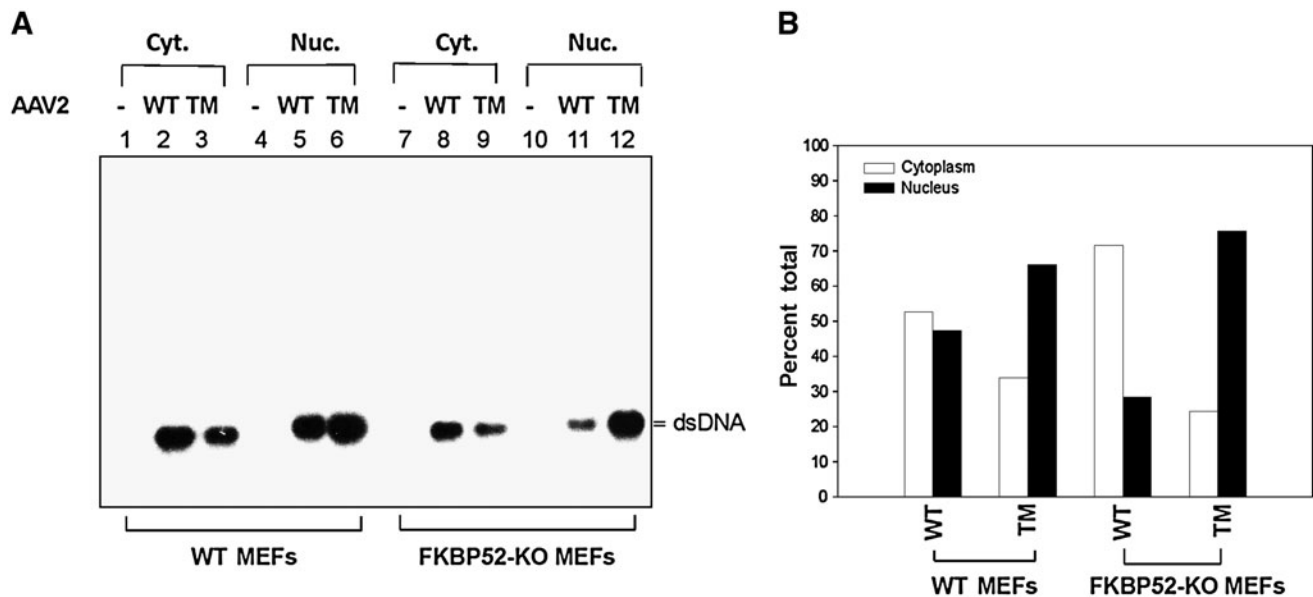 A
Cyt. Nuc. Cyt. Nuc.
AAV2 - WT TM - WT TM - WT TM - WT TM
1 2 3 4 5 6 7 8 9 10 11 12
= dsDNA
WT MEFs FKBP52-KO MEFs
B
100
90
80
70
60
50
40
30
20
10
0
Percent total
Cytoplasm
Nucleus
WT TM WT TM
WT MEFs FKBP52-KO MEFs